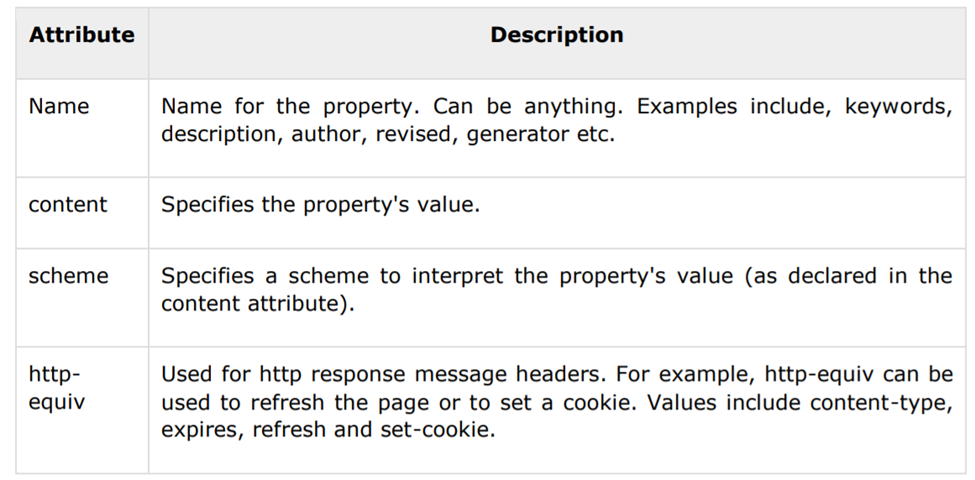 Attribute Description
Name Name for the property. Can be anything. Examples include, keywords,
description, author, revised, generator etc.
content Specifies the property's value.
scheme Specifies a scheme to interpret the property's value (as declared in the
content attribute).
http- Used for http response message headers. For example, http-equiv can be
equiv used to refresh the page or to set a cookie. Values include content-type,
expires, refresh and set-cookie.